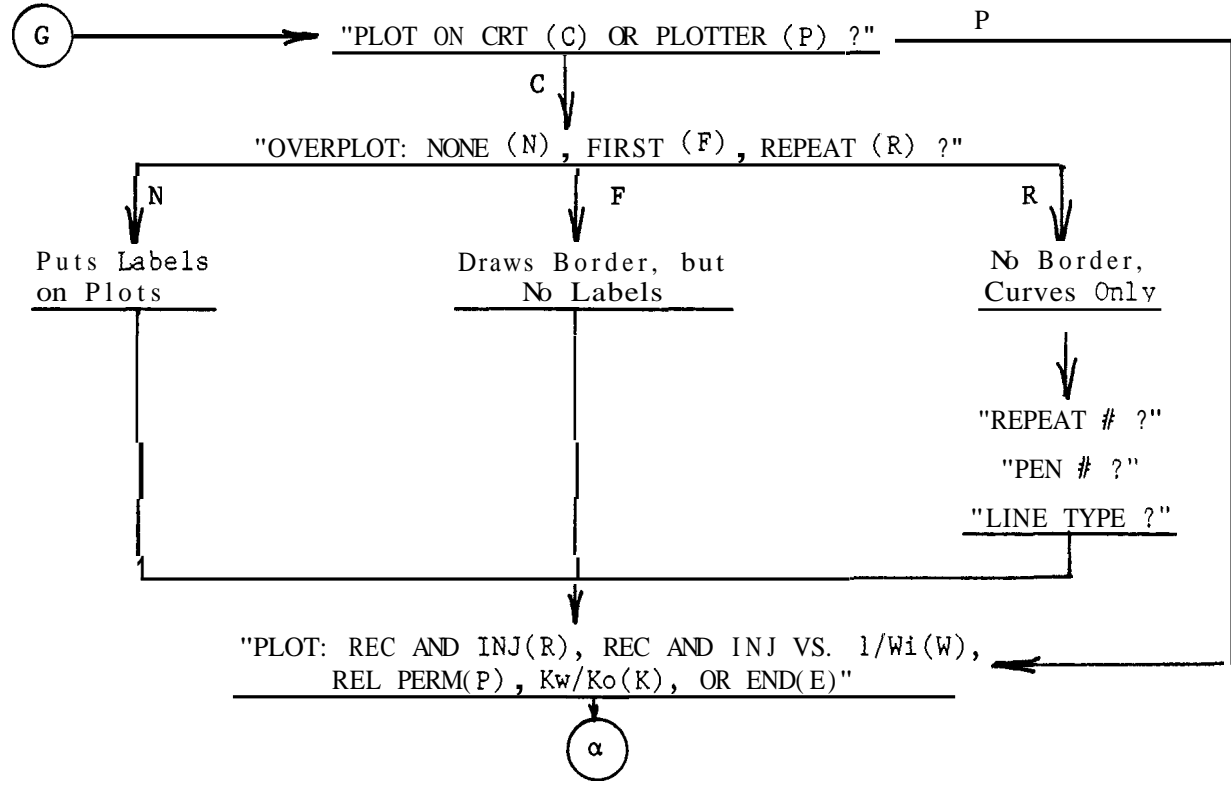 G
"PLOT ON CRT (C) OR PLOTTER (P) ?"
P
C
"OVERPLOT: NONE (N), FIRST (F), REPEAT (R) ?"
N
F
R
Puts Labels
on Plots
Draws Border, but
No Labels
No Border,
Curves Only
"REPEAT # ?"
"PEN # ?"
"LINE TYPE ?"
"PLOT: REC AND INJ(R), REC AND INJ VS. 1/Wi(W),
REL PERM(P), Kw/Ko(K), OR END(E)"
α